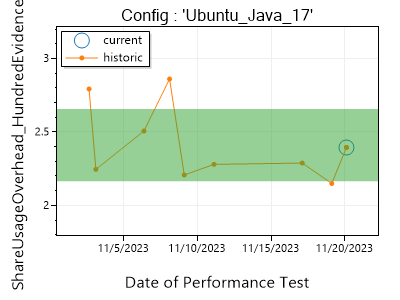 Config : 'Ubuntu_Java_17'
current
historic
ShareUsageOverhead_HundredEvidence
3
2.5
2
11/5/2023
11/10/2023
11/15/2023
11/20/2023
Date of Performance Test